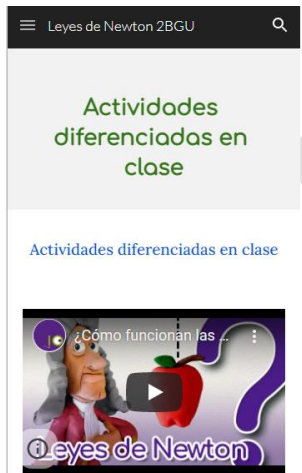 Leyes de Newton 2BGU
Actividades
diferenciadas en
clase
Actividades diferenciadas en clase
¿Cómo funcionan las ...
Leyes de Newton